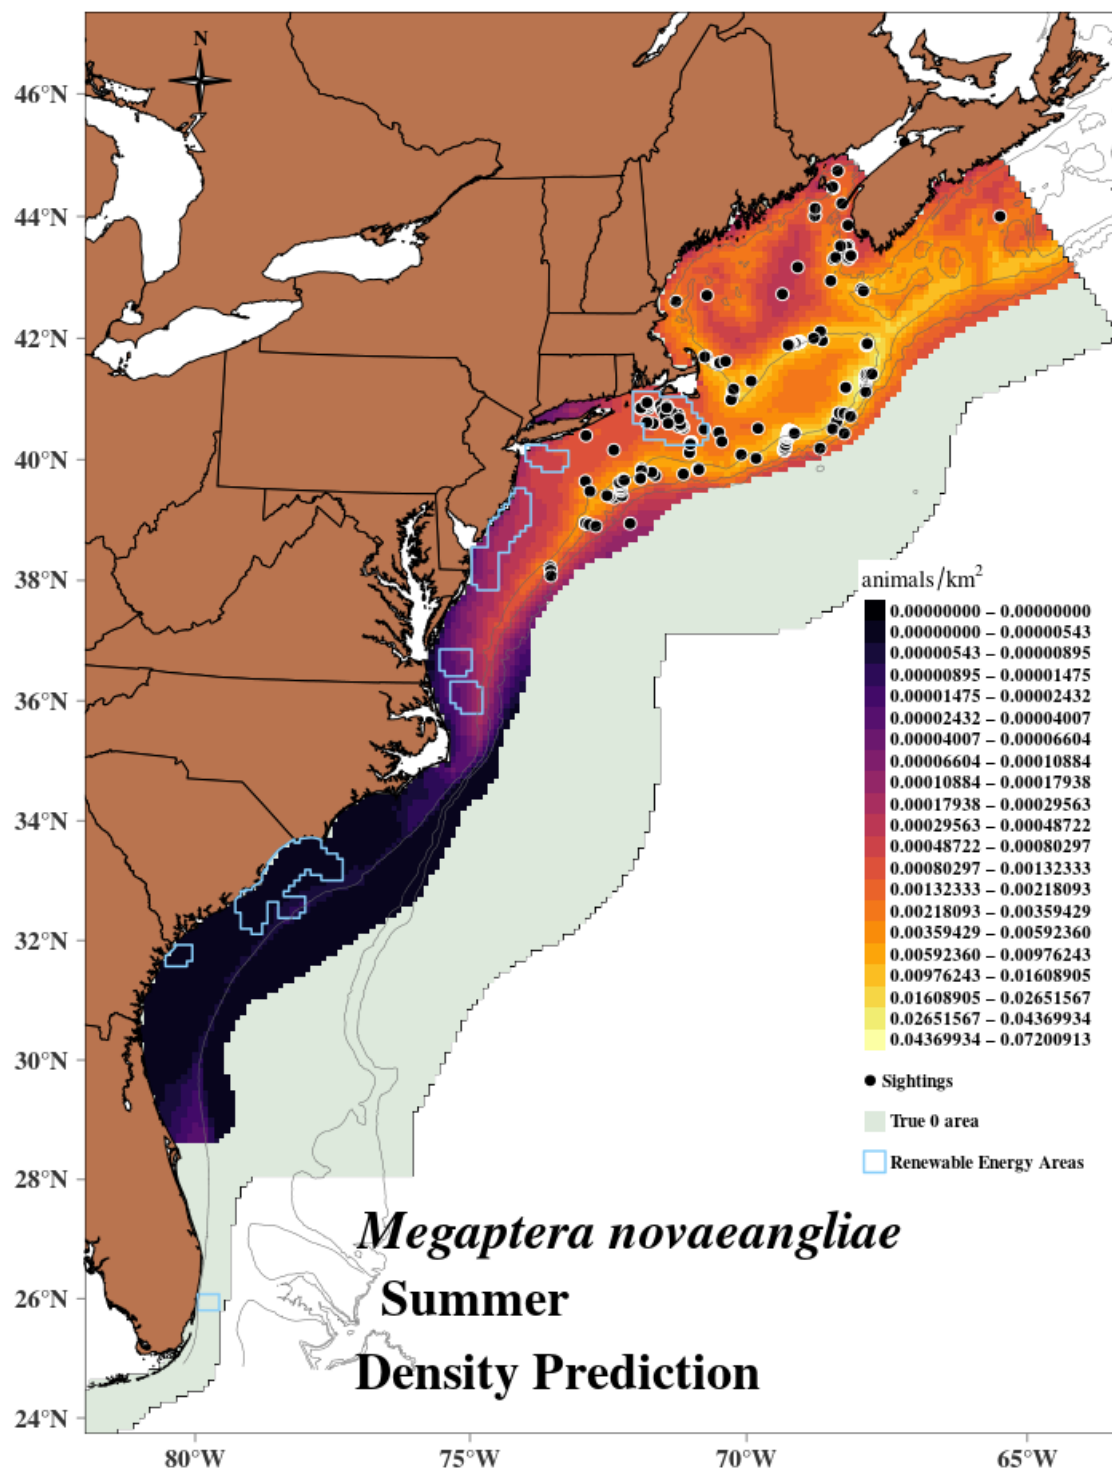 N
46°N
44°N
42°N
40°N
38°N
36°N
34°N
32°N
30°N
28°N
26°N
24°N
animals/km²
0.00000000 – 0.00000000
0.00000000 – 0.00000543
0.00000543 – 0.00000895
0.00000895 – 0.00001475
0.00001475 – 0.00002432
0.00002432 – 0.00004007
0.00004007 – 0.00006604
0.00006604 – 0.00010884
0.00010884 – 0.00017938
0.00017938 – 0.00029563
0.00029563 – 0.00048722
0.00048722 – 0.00080297
0.00080297 – 0.00132333
0.00132333 – 0.00218093
0.00218093 – 0.00359429
0.00359429 – 0.00592360
0.00592360 – 0.00976243
0.00976243 – 0.01608905
0.01608905 – 0.02651567
0.02651567 – 0.04369934
0.04369934 – 0.07200913
Sightings
True 0 area
Renewable Energy Areas
Megaptera novaeangliae
Summer
Density Prediction
80°W 75°W 70°W 65°W